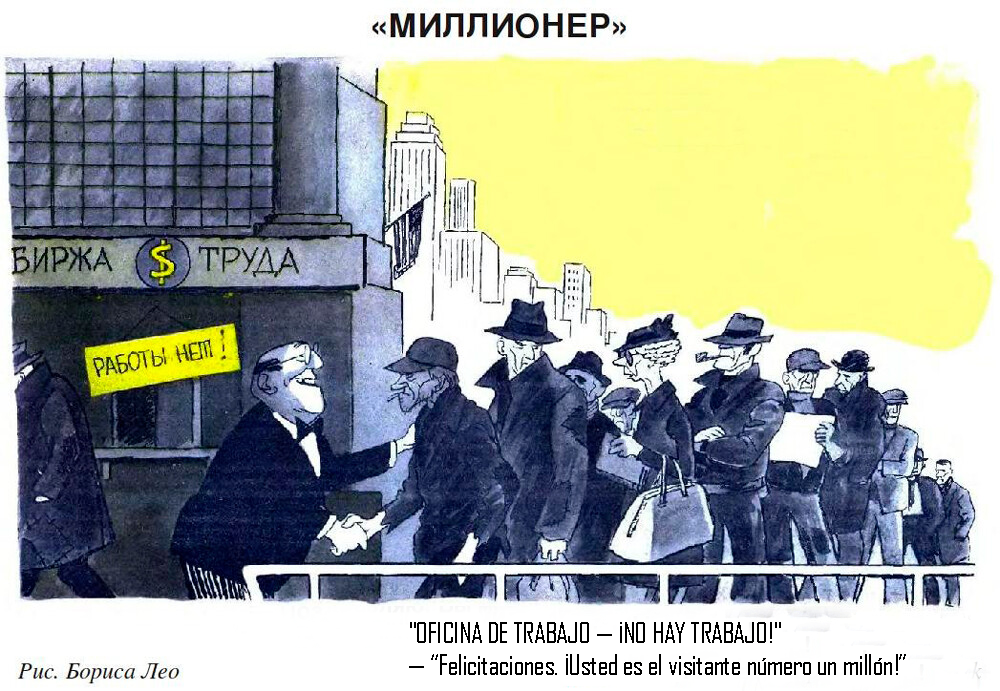 «МИЛЛИОНЕР»
БИРЖА $ ТРУДА
РАБОТЫ НЕТ!
"OFICINA DE TRABAJO – ¡NO HAY TRABAJO!"
– “Felicitaciones. ¡Usted es el visitante número un millón!”
Рис. Бориса Лео